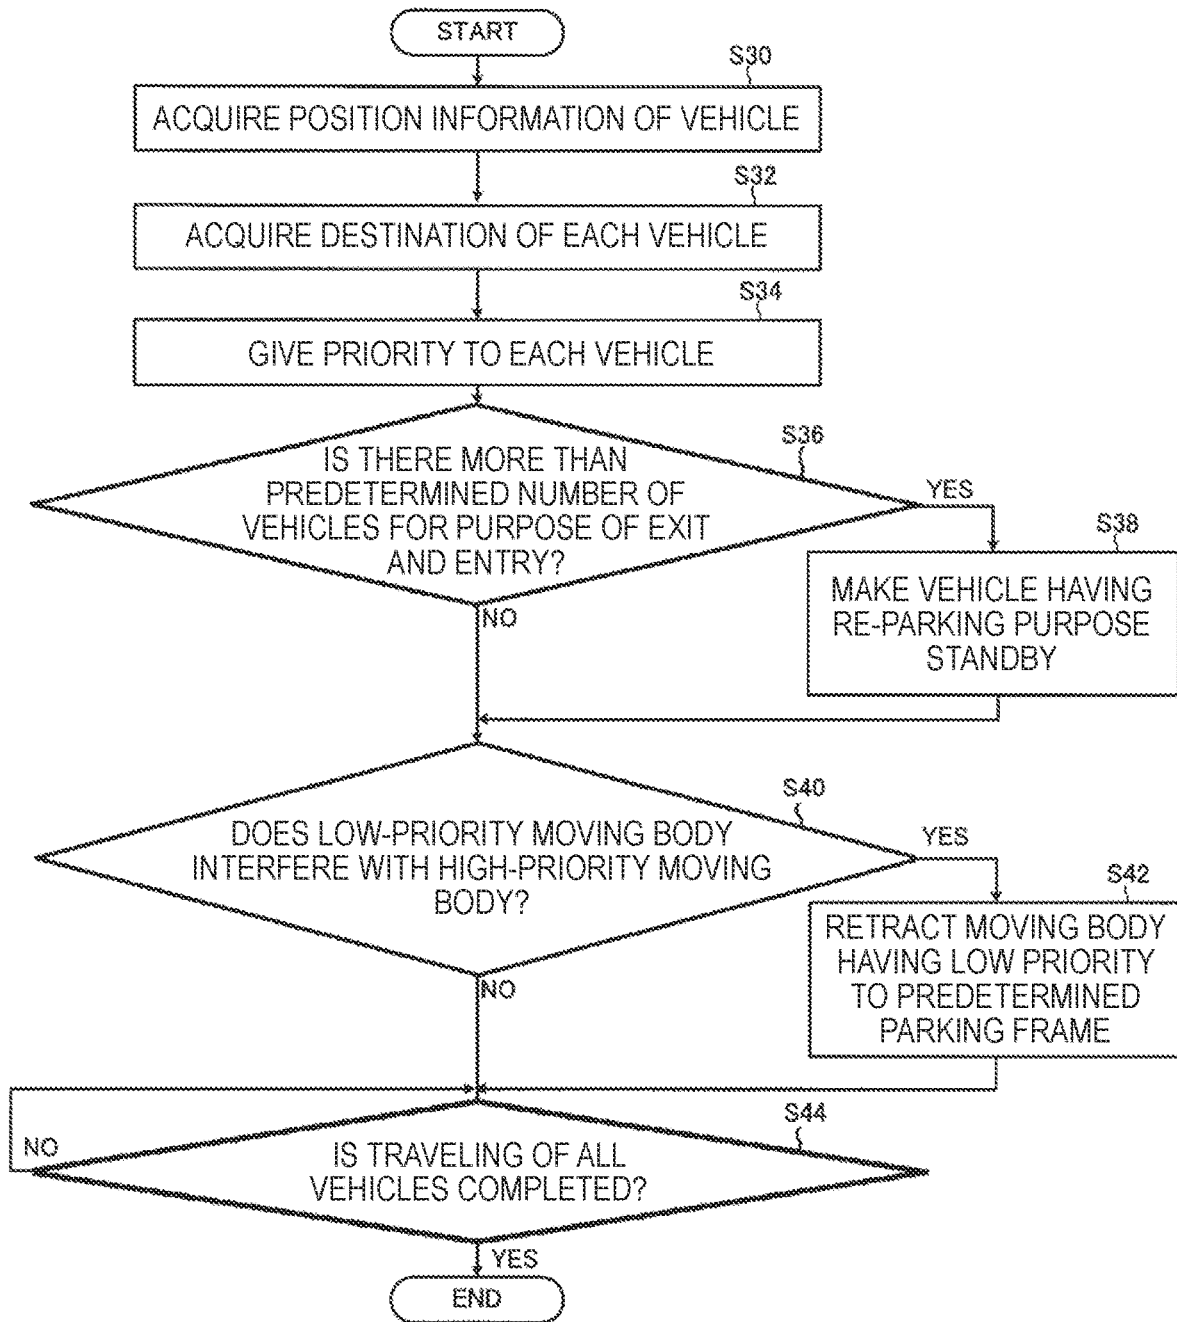 START
S30
ACQUIRE POSITION INFORMATION OF VEHICLE
S32
ACQUIRE DESTINATION OF EACH VEHICLE
S34
GIVE PRIORITY TO EACH VEHICLE
S36
IS THERE MORE THAN
PREDETERMINED NUMBER OF
VEHICLES FOR PURPOSE OF EXIT
AND ENTRY?
YES
NO
S38
MAKE VEHICLE HAVING
RE-PARKING PURPOSE
STANDBY
S40
DOES LOW-PRIORITY MOVING BODY
INTERFERE WITH HIGH-PRIORITY MOVING
BODY?
YES
NO
S42
RETRACT MOVING BODY
HAVING LOW PRIORITY
TO PREDETERMINED
PARKING FRAME
S44
NO
IS TRAVELING OF ALL
VEHICLES COMPLETED?
YES
END